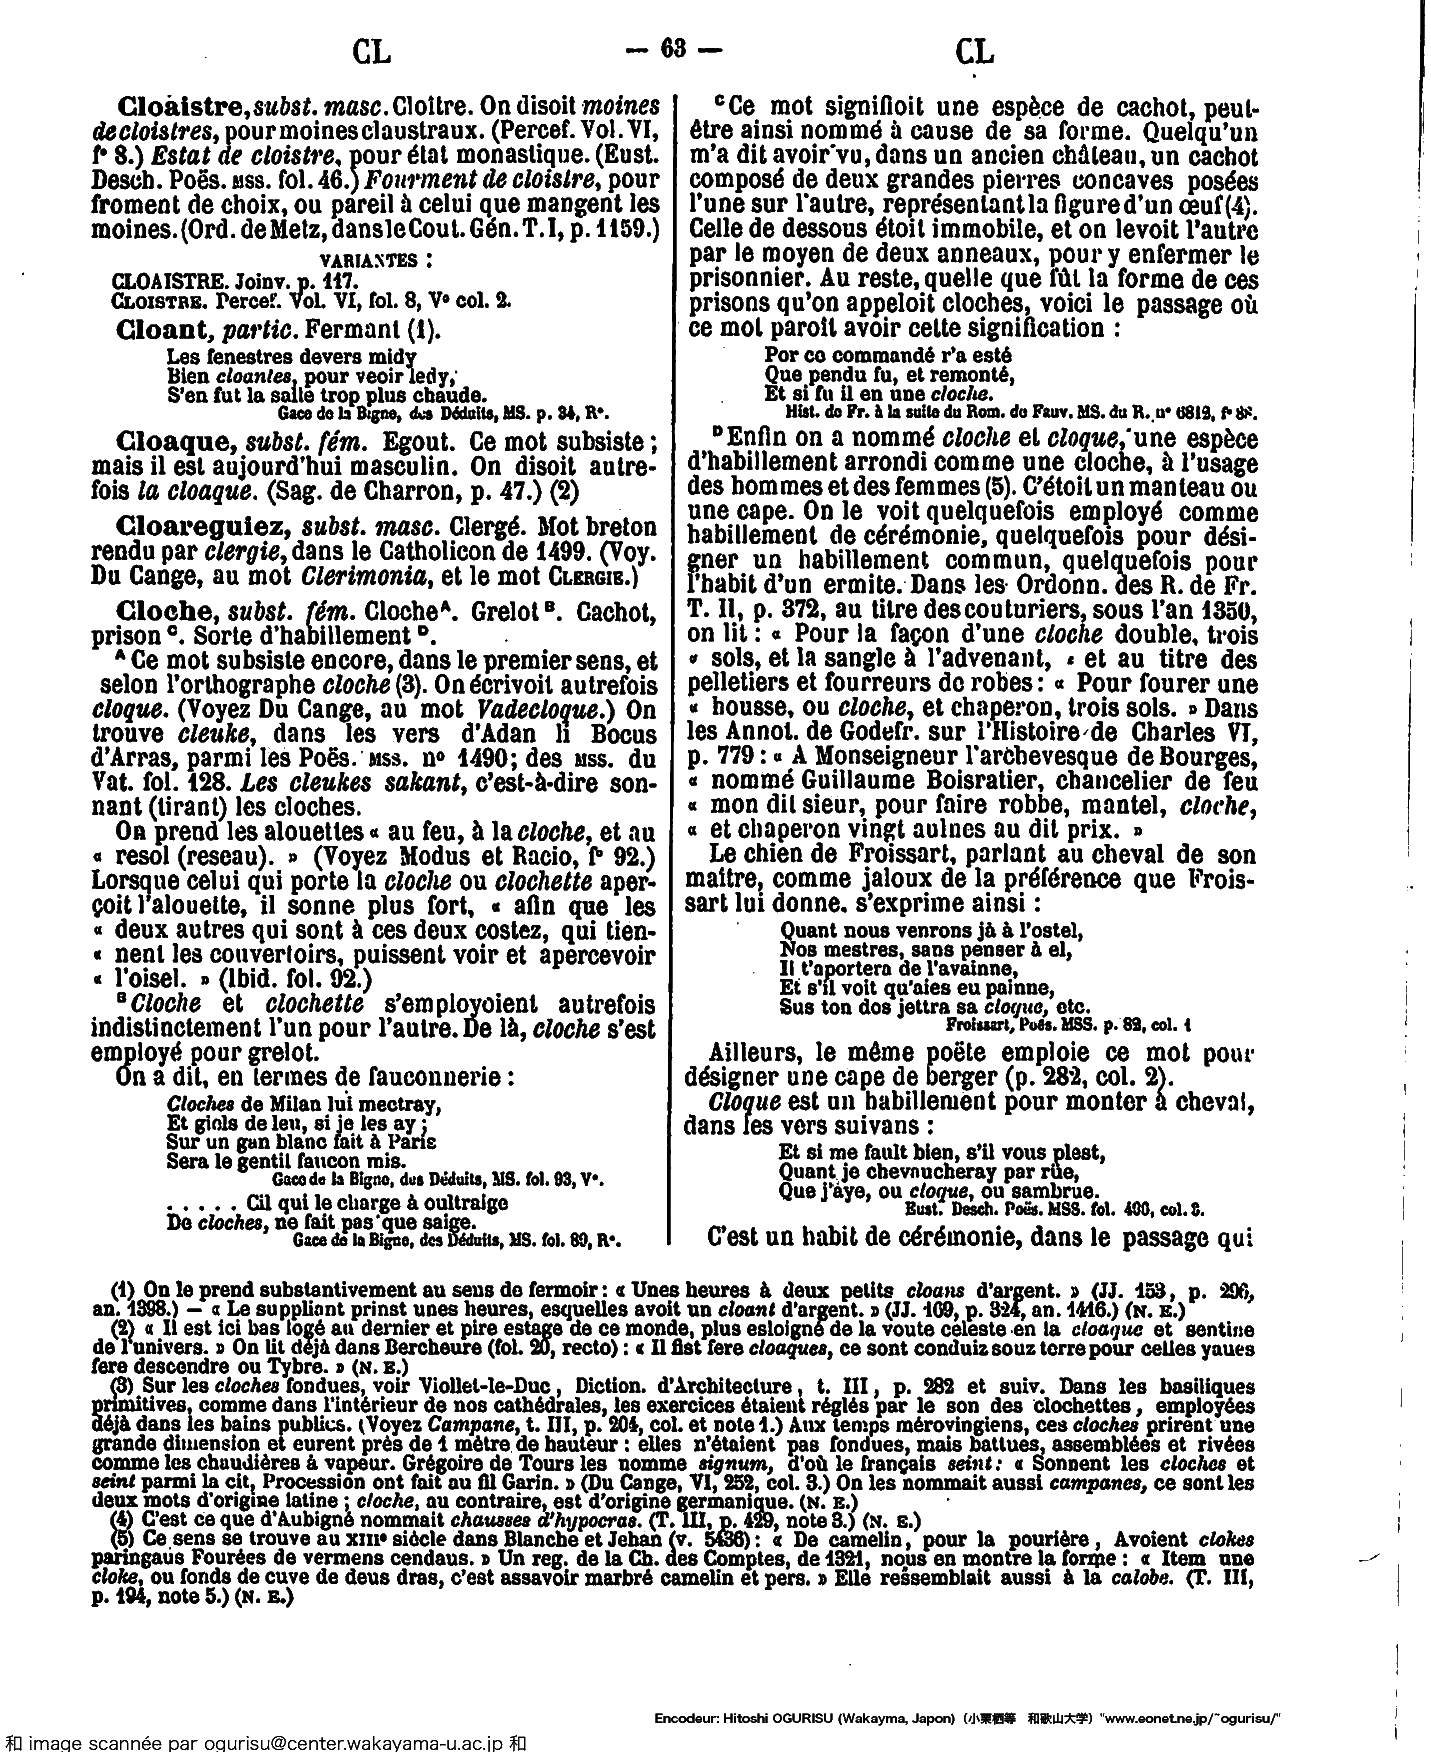 CL — 63 — CL
Cloaistre, subst. masc. Cloître. On disoit moines
de cloistres, pour moines claustraux. (Percef. Vol. VI,
f° 8.) Estat de cloistre, pour état monastique. (Eust.
Desch. Poës. MSS. fol. 46.) Fourment de cloistre, pour
froment de choix, ou pareil à celui que mangent les
moines. (Ord. de Metz, dans le Cout. Gén. T. I, p. 1159.)
VARIANTES :
CLOAISTRE. Joinv. p. 117.
CLOISTRE. Percef. Vol. VI, fol. 8, V° col. 2.
Cloant, partic. Fermant (1).
Les fenestres devers midy
Bien cloantes, pour veoir ledy,
S'en fut la salle trop plus chaude.
Gace de la Bigne, des Déduits, MS. p. 34, R°.
Cloaque, subst. fém. Egout. Ce mot subsiste ;
mais il est aujourd'hui masculin. On disoit autre-
fois la cloaque. (Sag. de Charron, p. 47.) (2)
Cloareguiez, subst. masc. Clergé. Mot breton
rendu par clergie, dans le Catholicon de 1499. (Voy.
Du Cange, au mot Clerimonia, et le mot CLERGIE.)
Cloche, subst. fém. Cloche A. Grelot B. Cachot,
prison C. Sorte d'habillement D.
A Ce mot subsiste encore, dans le premier sens, et
selon l'orthographe cloche (3). On écrivoit autrefois
cloque. (Voyez Du Cange, au mot Vadecloque.) On
trouve cleuke, dans les vers d'Adan li Bocus
d'Arras, parmi les Poës. MSS. n° 1490; des MSS. du
Vat. fol. 128. Les cleukes sakant, c'est-à-dire son-
nant (tirant) les cloches.
On prend les alouettes « au feu, à la cloche, et au
« resol (reseau). » (Voyez Modus et Racio, f° 92.)
Lorsque celui qui porte la cloche ou clochette aper-
çoit l'alouette, il sonne plus fort, « afin que les
« deux autres qui sont à ces deux costez, qui tien-
« nent les couvertoirs, puissent voir et apercevoir
« l'oisel. » (Ibid. fol. 92.)
B Cloche et clochette s'employoient autrefois
indistinctement l'un pour l'autre. De là, cloche s'est
employé pour grelot.
On a dit, en termes de fauconnerie :
Cloches de Milan lui mectray,
Et giols de leu, si je les ay ;
Sur un gan blanc fait à Paris
Sera le gentil faucon mis.
Gace de la Bigne, des Déduits, MS. fol. 93, V°.
. . . . . Cil qui le charge à oultraige
De cloches, ne fait pas que saige.
Gace de la Bigne, des Déduits, MS. fol. 89, R°.
C Ce mot signifioit une espèce de cachot, peut-
être ainsi nommé à cause de sa forme. Quelqu'un
m'a dit avoir vu, dans un ancien château, un cachot
composé de deux grandes pierres concaves posées
l'une sur l'autre, représentant la figure d'un œuf (4).
Celle de dessous étoit immobile, et on levoit l'autre
par le moyen de deux anneaux, pour y enfermer le
prisonnier. Au reste, quelle que fût la forme de ces
prisons qu'on appeloit cloches, voici le passage où
ce mot paroit avoir cette signification :
Por co commandé r'a esté
Que pendu fu, et remonté,
Et si fu il en une cloche.
Hist. de Fr. à la suite du Rom. de Fauv. MS. du R. n° 6812, f°
D Enfin on a nommé cloche et cloque, une espèce
d'habillement arrondi comme une cloche, à l'usage
des hommes et des femmes (5). C'étoit un manteau ou
une cape. On le voit quelquefois employé comme
habillement de cérémonie, quelquefois pour dési-
gner un habillement commun, quelquefois pour
l'habit d'un ermite. Dans les Ordonn. des R. de Fr.
T. II, p. 372, au titre des couturiers, sous l'an 1350,
on lit : « Pour la façon d'une cloche double, trois
« sols, et la sangle à l'advenant, » et au titre des
pelletiers et fourreurs de robes : « Pour fourer une
« housse, ou cloche, et chaperon, trois sols. » Dans
les Annot. de Godefr. sur l'Histoire de Charles VI,
p. 779 : « A Monseigneur l'archevesque de Bourges,
« nommé Guillaume Boisratier, chancelier de feu
« mon dit sieur, pour faire robbe, mantel, cloche,
« et chaperon vingt aulnes au dit prix. »
Le chien de Froissart, parlant au cheval de son
maitre, comme jaloux de la préférence que Frois-
sart lui donne, s'exprime ainsi :
Quant nous venrons jà à l'ostel,
Nos mestres, sans penser à el,
Il t'aportera de l'avainne,
Et s'il voit qu'aies eu painne,
Sus ton dos jettra sa cloque, etc.
Froissart, Poës. MSS. p. 82, col. 1
Ailleurs, le même poëte emploie ce mot pour
désigner une cape de berger (p. 282, col. 2).
Cloque est un habillement pour monter à cheval,
dans les vers suivans :
Et si me fault bien, s'il vous plest,
Quant je chevaucheray par rue,
Que j'aye, ou cloque, ou sambrue.
Eust. Desch. Poës. MSS. fol. 400, col. 3.
C'est un habit de cérémonie, dans le passage qui
(1) On le prend substantivement au sens de fermoir : « Unes heures à deux petits cloans d'argent. » (JJ. 153, p. 296,
an. 1398.) — « Le suppliant prinst unes heures, esquelles avoit un cloant d'argent. » (JJ. 169, p. 324, an. 1416.) (N. E.)
(2) « Il est ici bas logé au dernier et pire estage de ce monde, plus esloigné de la voute celeste en la cloaque et sentine
de l'univers. » On lit déjà dans Bercheure (fol. 20, recto) : « Il fist fere cloaques, ce sont conduiz souz terre pour celles yaues
fere descendre ou Tybre. » (N. E.)
(3) Sur les cloches fondues, voir Viollet-le-Duc, Diction. d'Architecture, t. III, p. 282 et suiv. Dans les basiliques
primitives, comme dans l'intérieur de nos cathédrales, les exercices étaient réglés par le son des clochettes, employées
déjà dans les bains publics. (Voyez Campane, t. III, p. 204, col. et note 1.) Aux temps mérovingiens, ces cloches prirent une
grande dimension et eurent près de 1 mètre de hauteur : elles n'étaient pas fondues, mais battues, assemblées et rivées
comme les chaudières à vapeur. Grégoire de Tours les nomme signum, d'où le français seint : « Sonnent les cloches et
seint parmi la cit, Procession ont fait au fil Garin. » (Du Cange, VI, 252, col. 3.) On les nommait aussi campanes, ce sont les
deux mots d'origine latine ; cloche, au contraire, est d'origine germanique. (N. E.)
(4) C'est ce que d'Aubigné nommait chausses d'hypocras. (T. III, p. 429, note 3.) (N. E.)
(5) Ce sens se trouve au XIII° siècle dans Blanche et Jehan (v. 5436) : « De camelin, pour la pourière, Avoient clokes
paringaus Fourées de vermens cendaus. » Un reg. de la Ch. des Comptes, de 1321, nous en montre la forme : « Item une
cloke, ou fonds de cuve de deus dras, c'est assavoir marbré camelin et pers. » Elle ressemblait aussi à la calobe. (T. III,
p. 194, note 5.) (N. E.)
Encodeur: Hitoshi OGURISU (Wakayma, Japon) (小栗栖等 和歌山大学) "www.eonet.ne.jp/~ogurisu/"
和 image scannée par ogurisu@center.wakayama-u.ac.jp 和